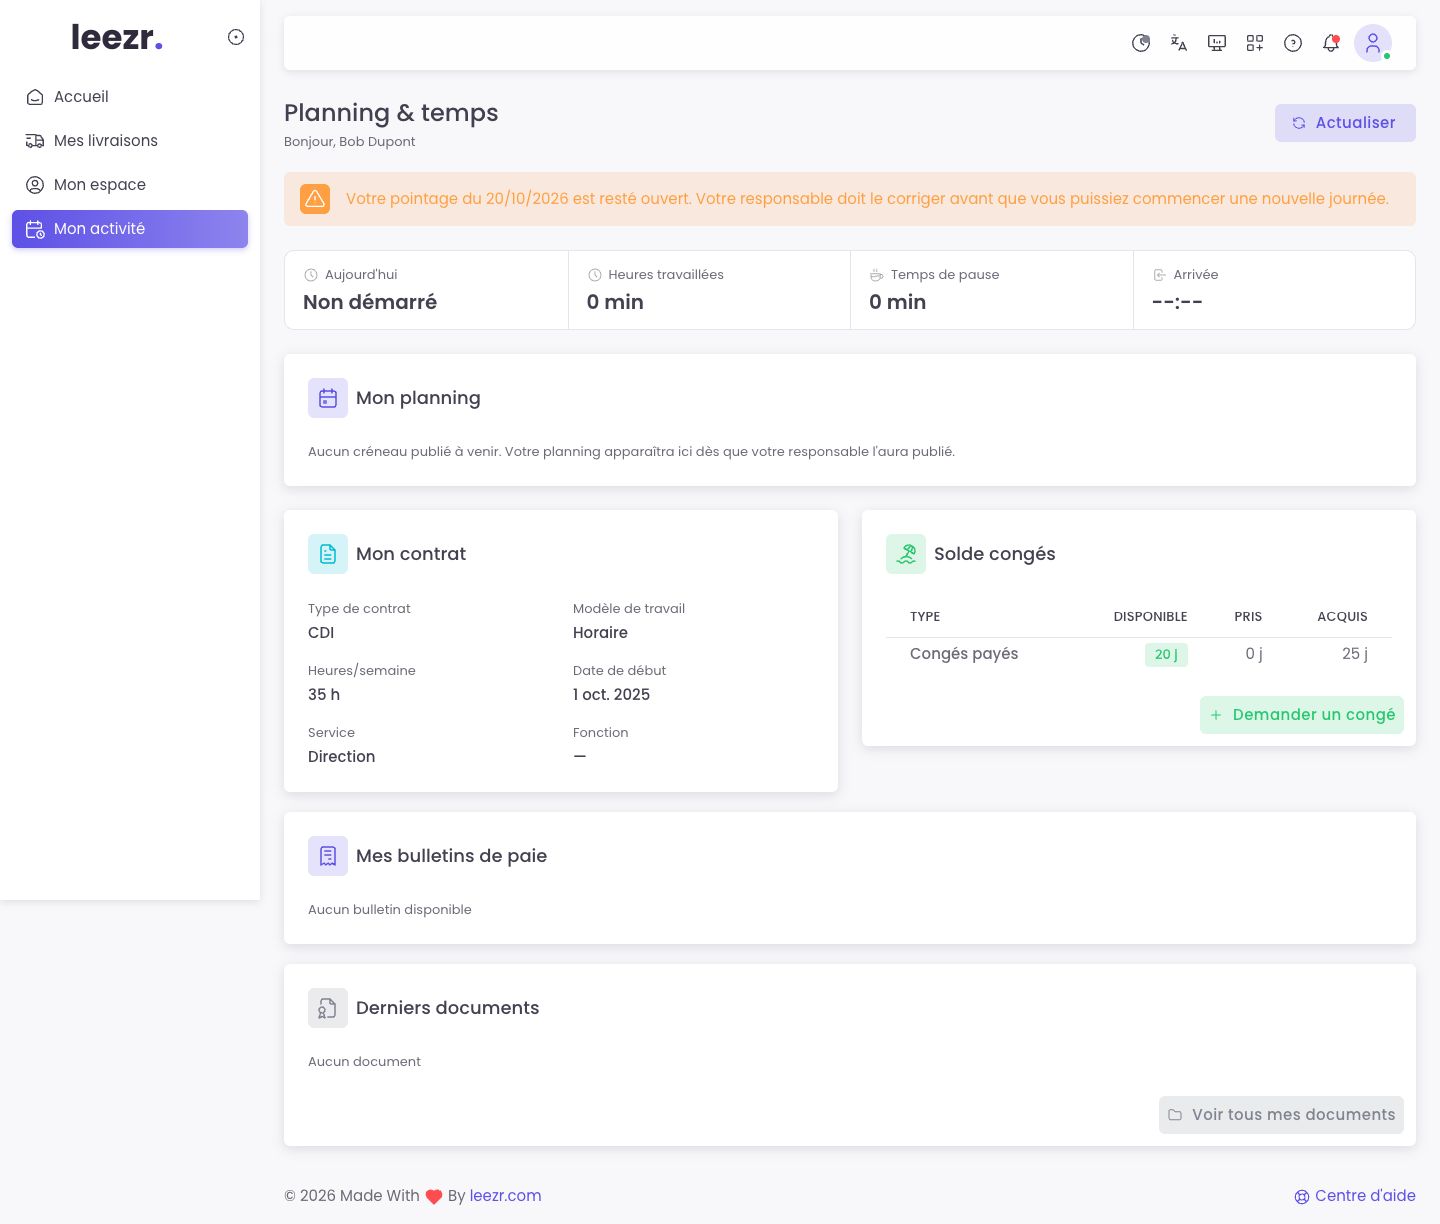 leezr.
Accueil
Mes livraisons
Mon espace
Mon activité
Planning & temps
Bonjour, Bob Dupont
Actualiser
Votre pointage du 20/10/2026 est resté ouvert. Votre responsable doit le corriger avant que vous puissiez commencer une nouvelle journée.
Aujourd'hui
Non démarré
Heures travaillées
0 min
Temps de pause
0 min
Arrivée
--:--
Mon planning
Aucun créneau publié à venir. Votre planning apparaîtra ici dès que votre responsable l'aura publié.
Mon contrat
Type de contrat
CDI
Modèle de travail
Horaire
Heures/semaine
35 h
Date de début
1 oct. 2025
Service
Direction
Fonction
—
Solde congés
TYPE DISPONIBLE PRIS ACQUIS
Congés payés 20 j 0 j 25 j
Demander un congé
Mes bulletins de paie
Aucun bulletin disponible
Derniers documents
Aucun document
Voir tous mes documents
© 2026 Made With By leezr.com
Centre d'aide